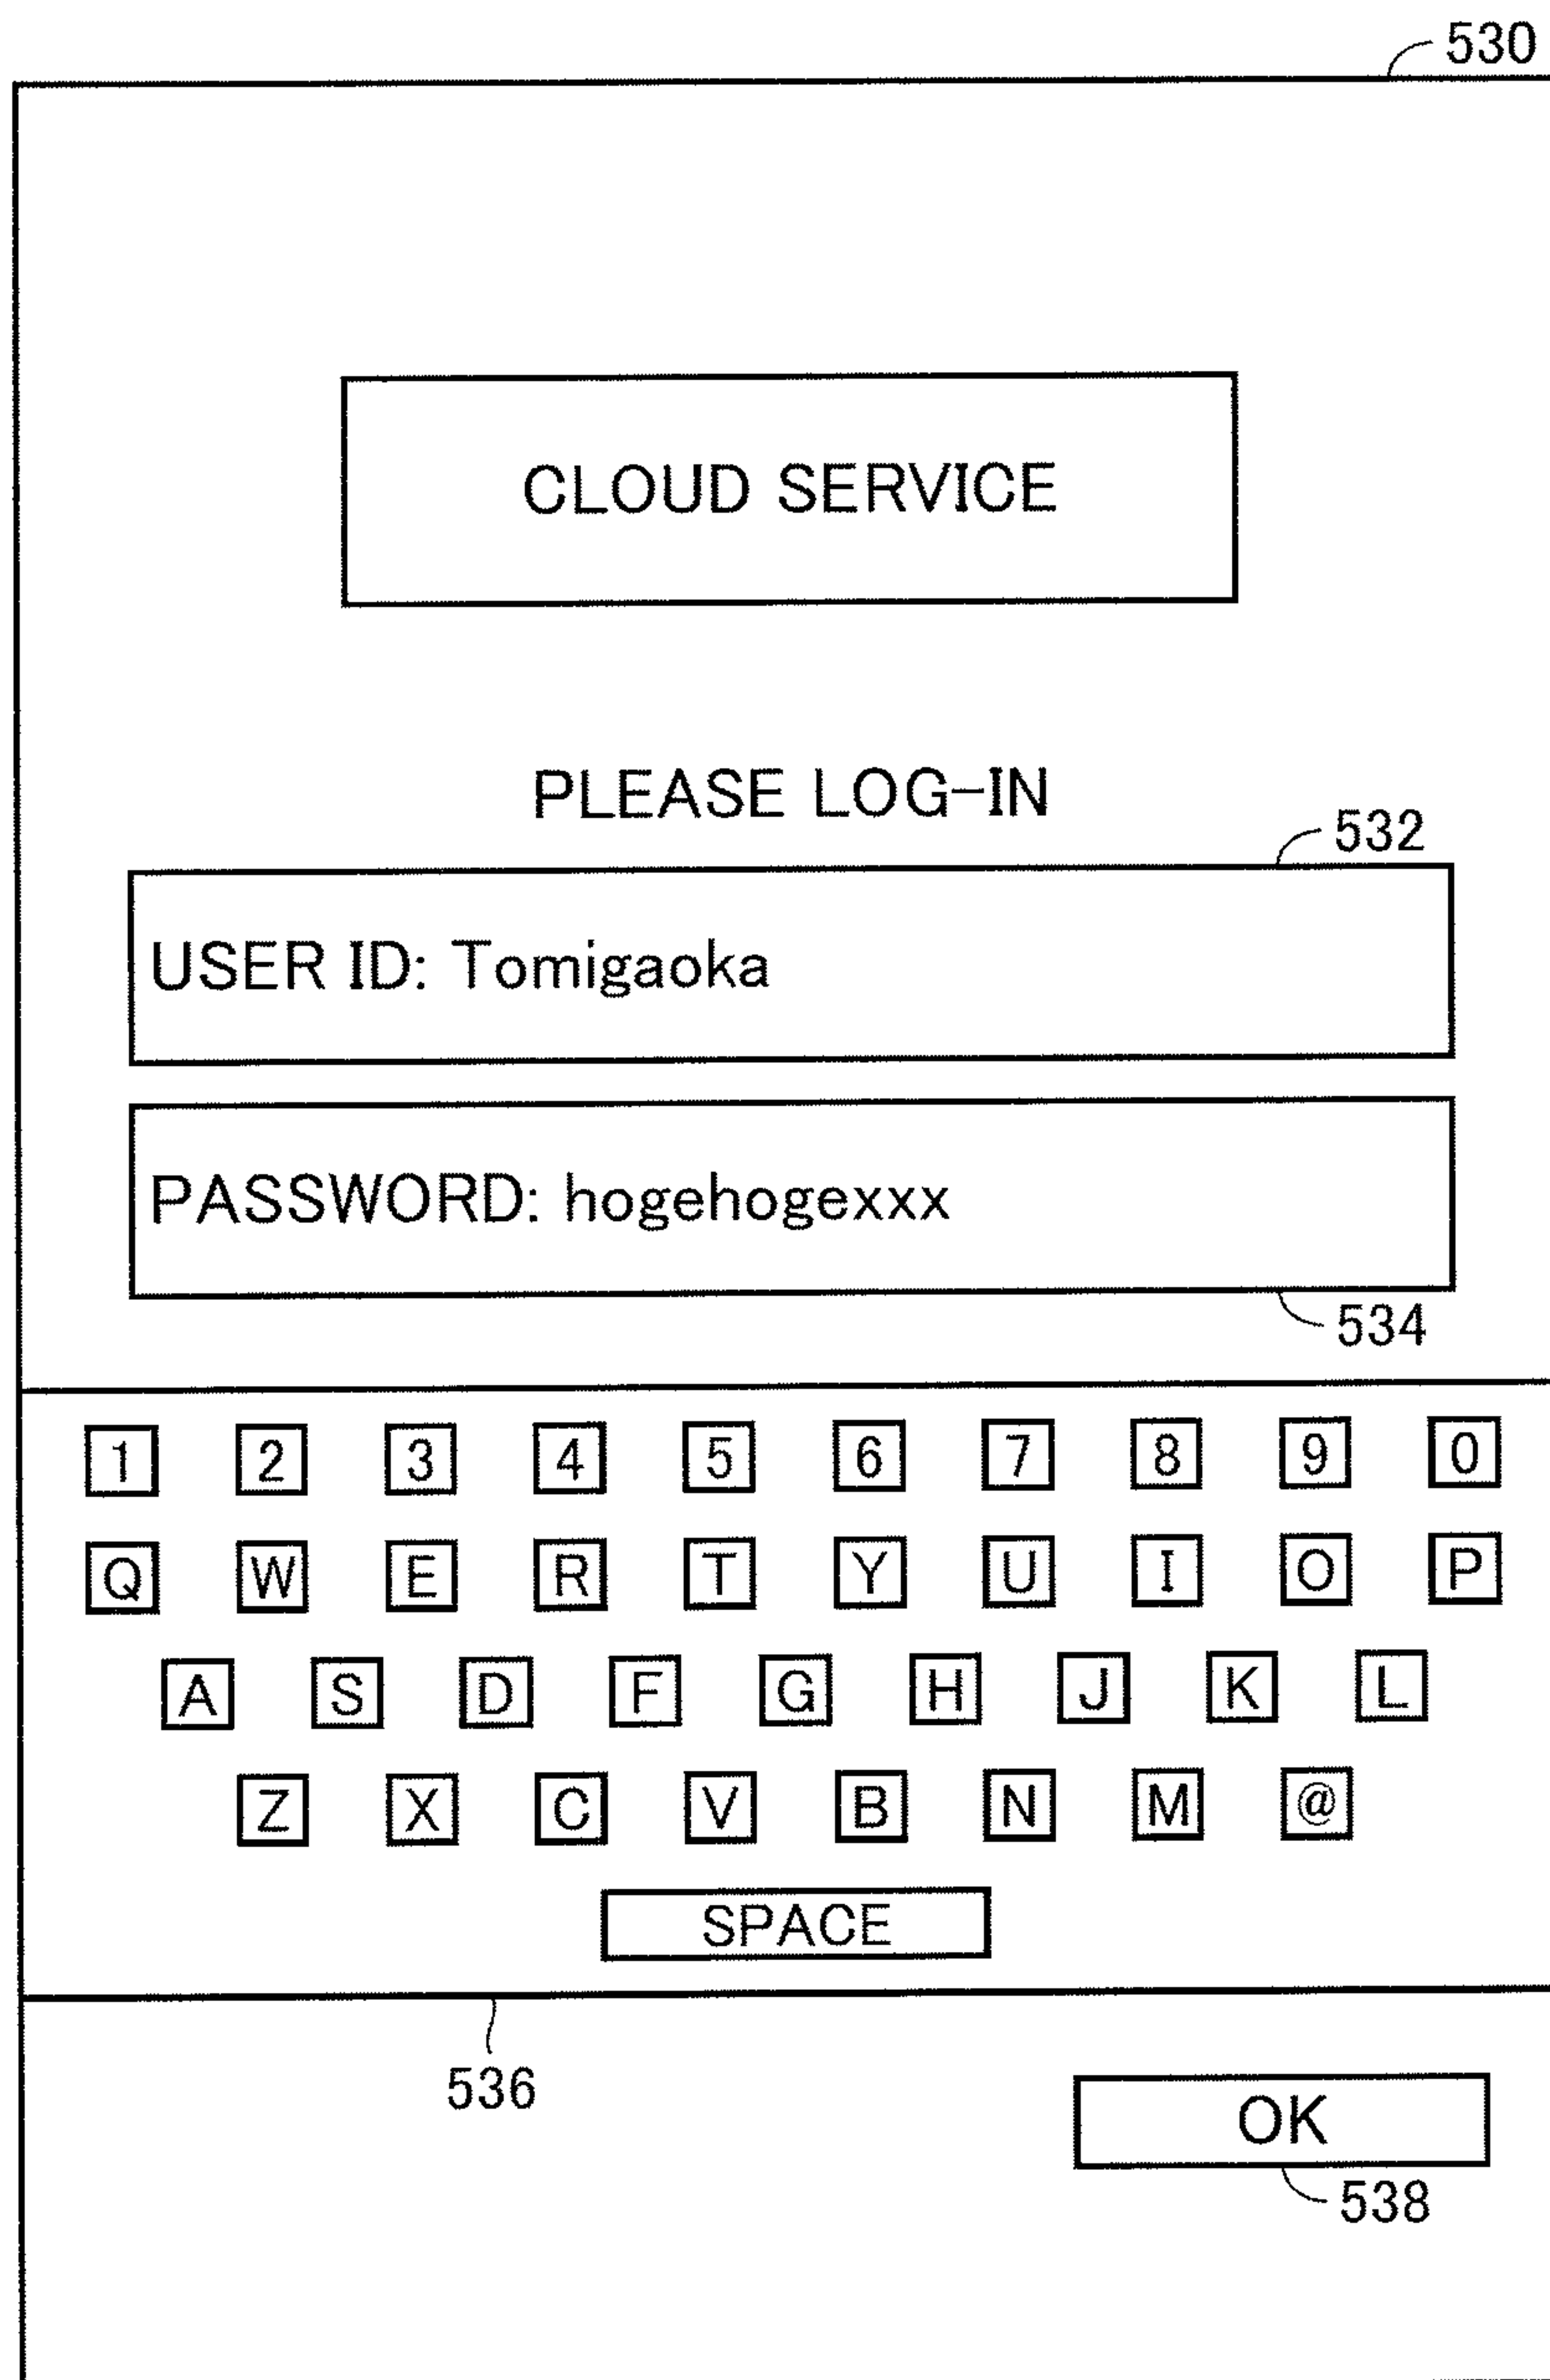 530
CLOUD SERVICE
PLEASE LOG-IN
532
USER ID: Tomigaoka
PASSWORD: hogehogexxx
534
1 2 3 4 5 6 7 8 9 0
Q W E R T Y U I O P
A S D F G H J K L
Z X C V B N M @
SPACE
536
OK
538